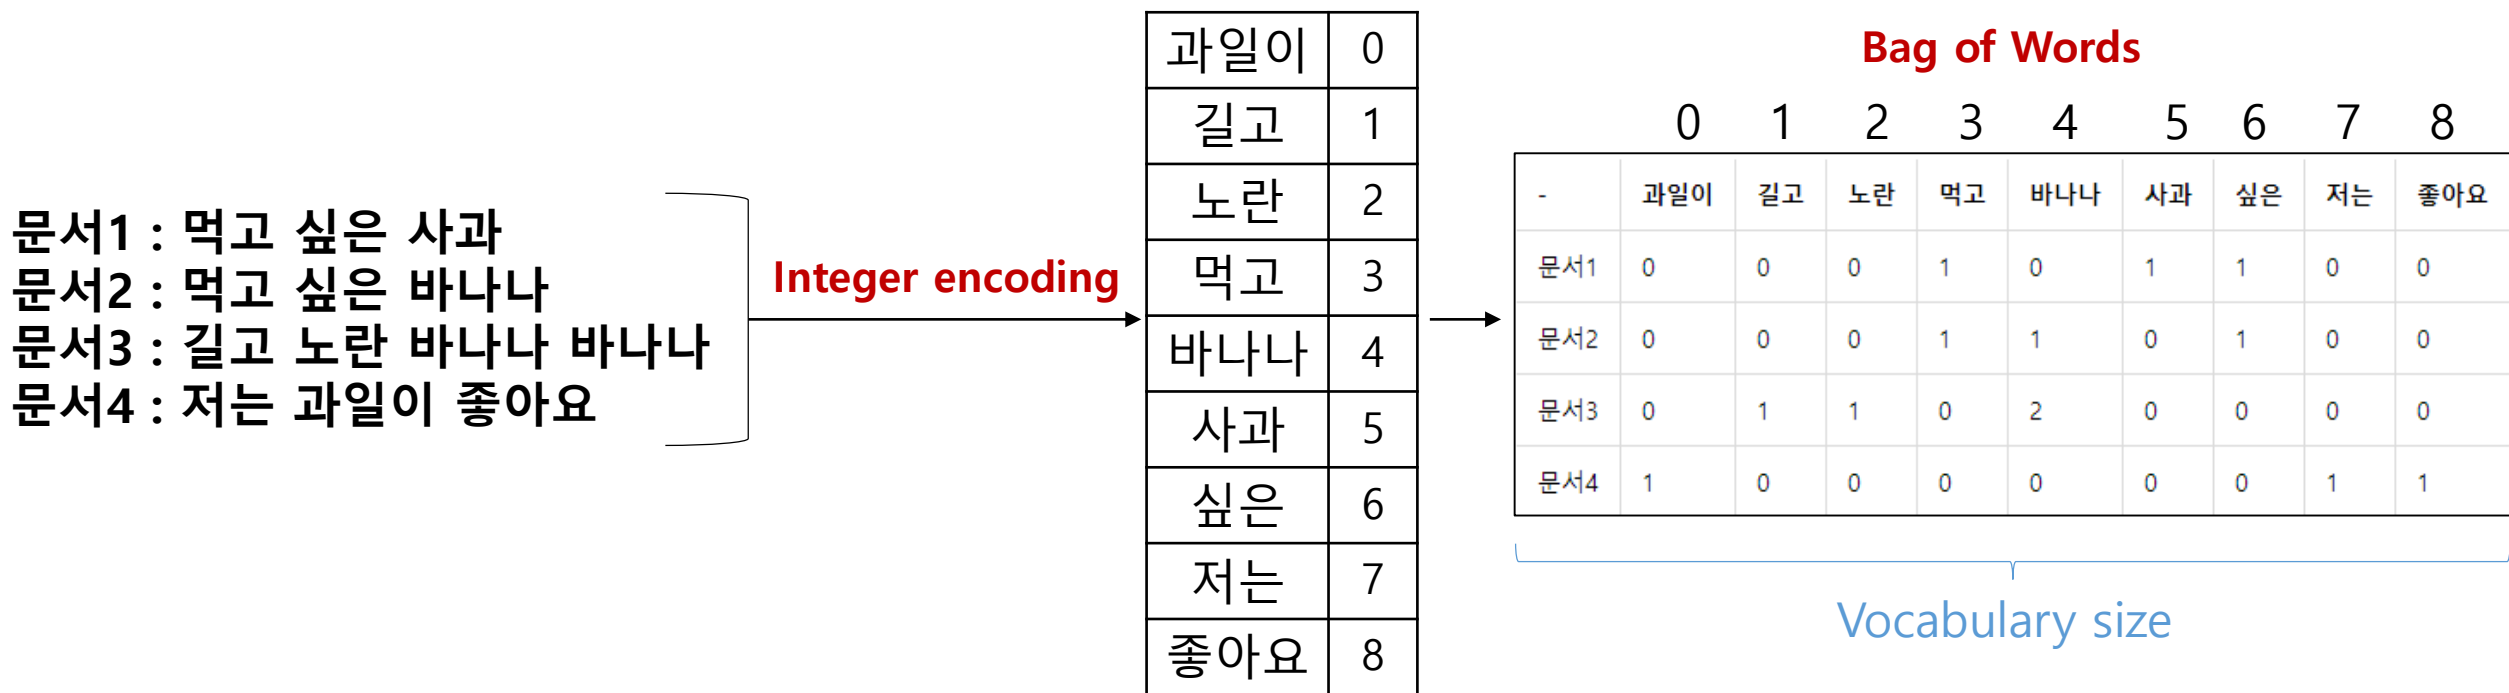 문서1 : 먹고 싶은 사과
문서2 : 먹고 싶은 바나나
문서3 : 길고 노란 바나나 바나나
문서4 : 저는 과일이 좋아요
Integer encoding
과일이 0
길고 1
노란 2
먹고 3
바나나 4
사과 5
싶은 6
저는 7
좋아요 8
Bag of Words
0 1 2 3 4 5 6 7 8
- 과일이 길고 노란 먹고 바나나 사과 싶은 저는 좋아요
문서1 0 0 0 1 0 1 1 0 0
문서2 0 0 0 1 1 0 1 0 0
문서3 0 1 1 0 2 0 0 0 0
문서4 1 0 0 0 0 0 0 1 1
Vocabulary size